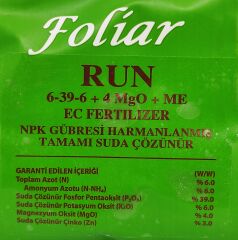 Foliar
RUN
6-39-6 + 4 MgO + ME
EC FERTILIZER
NPK GÜBRESİ HARMANLANMIŞ
TAMAMI SUDA ÇÖZÜNÜR
GARANTİ EDİLEN İÇERİĞİ (W/W)
Toplam Azot (N) % 6.0
Amonyum Azotu (N-NH₄) % 6.0
Suda Çözünür Fosfor Pentaoksit (P₂O₅) % 39.0
Suda Çözünür Potasyum Oksit (K₂O) % 6.0
Magnezyum Oksit (MgO) % 4.0
Suda Çözünür Çinko (Zn)